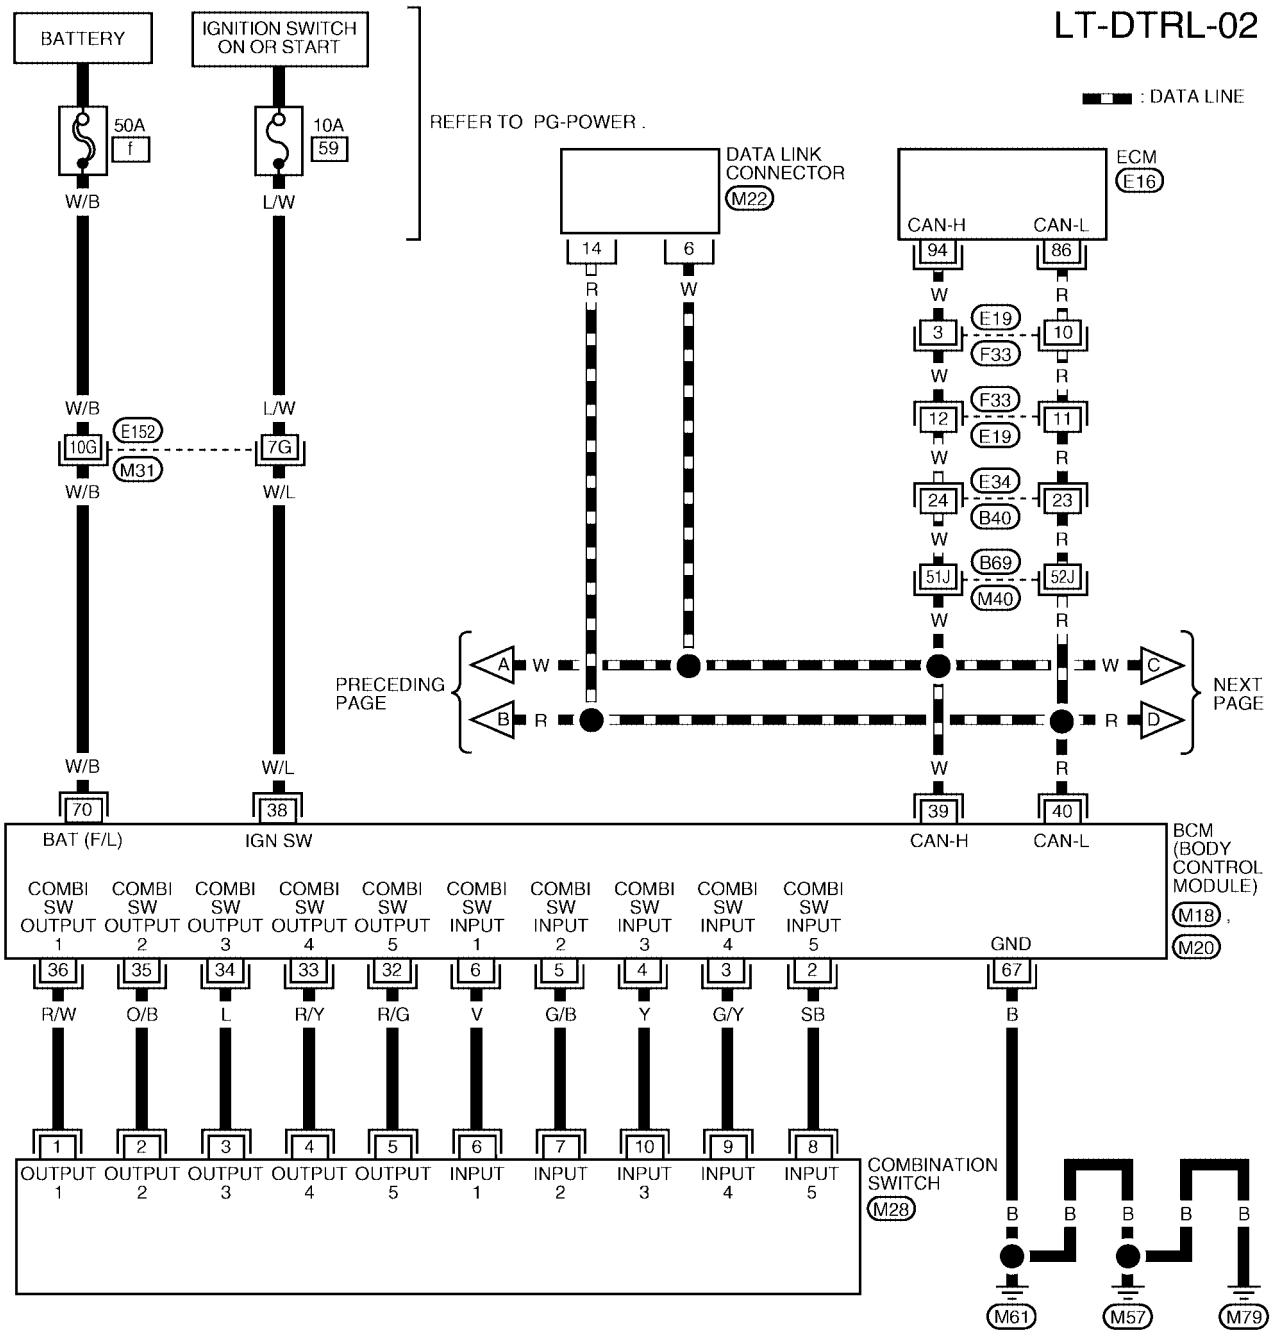 LT-DTRL-02
BATTERY
IGNITION SWITCH
ON OR START
: DATA LINE
50A
f
10A
59
REFER TO PG-POWER .
DATA LINK
CONNECTOR
M22
ECM
E16
CAN-H
CAN-L
W/B
L/W
14
6
94
86
R
W
W
R
3
E19
F33
10
W
R
W/B
L/W
12
F33
E19
11
10G
E152
M31
7G
W
R
W/B
W/L
24
E34
B40
23
W
R
51J
B69
M40
52J
W
R
PRECEDING
PAGE
A
W
W
C
B
R
R
D
NEXT
PAGE
W/B
W/L
W
R
70
38
39
40
BAT (F/L)
IGN SW
CAN-H
CAN-L
BCM
(BODY
CONTROL
MODULE)
M18 ,
M20
COMBI
SW
OUTPUT
1
COMBI
SW
OUTPUT
2
COMBI
SW
OUTPUT
3
COMBI
SW
OUTPUT
4
COMBI
SW
OUTPUT
5
COMBI
SW
INPUT
1
COMBI
SW
INPUT
2
COMBI
SW
INPUT
3
COMBI
SW
INPUT
4
COMBI
SW
INPUT
5
GND
36
35
34
33
32
6
5
4
3
2
67
R/W
O/B
L
R/Y
R/G
V
G/B
Y
G/Y
SB
B
1
2
3
4
5
6
7
10
9
8
OUTPUT
1
OUTPUT
2
OUTPUT
3
OUTPUT
4
OUTPUT
5
INPUT
1
INPUT
2
INPUT
3
INPUT
4
INPUT
5
COMBINATION
SWITCH
M28
B
B
B
B
B
M61
M57
M79